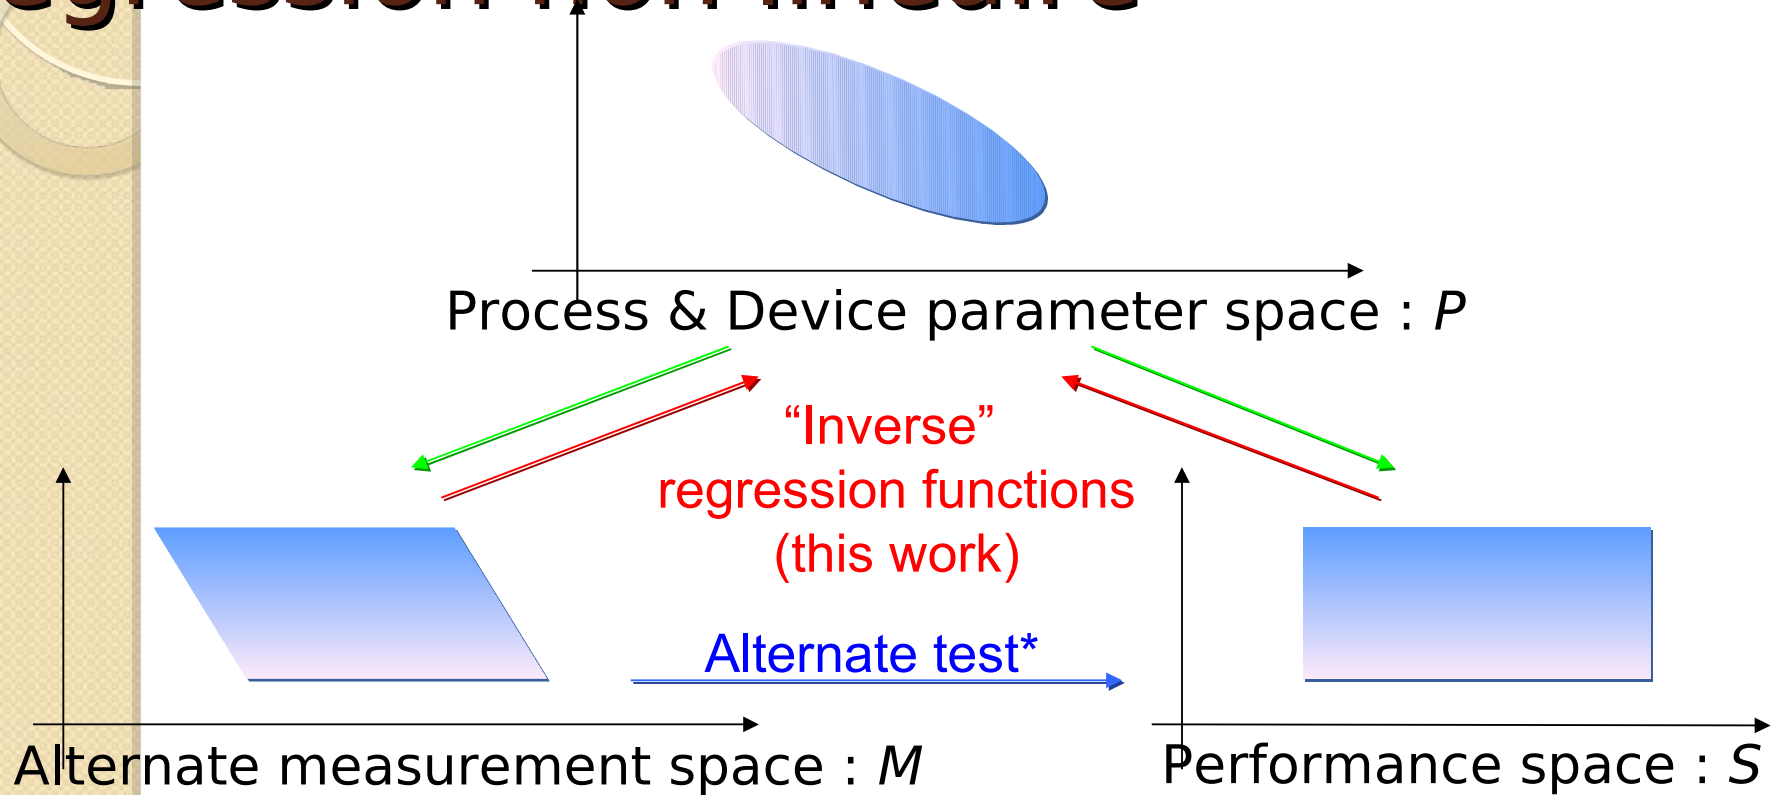 Process & Device parameter space : P
“Inverse”
regression functions
(this work)
Alternate test*
Alternate measurement space : M
Performance space : S